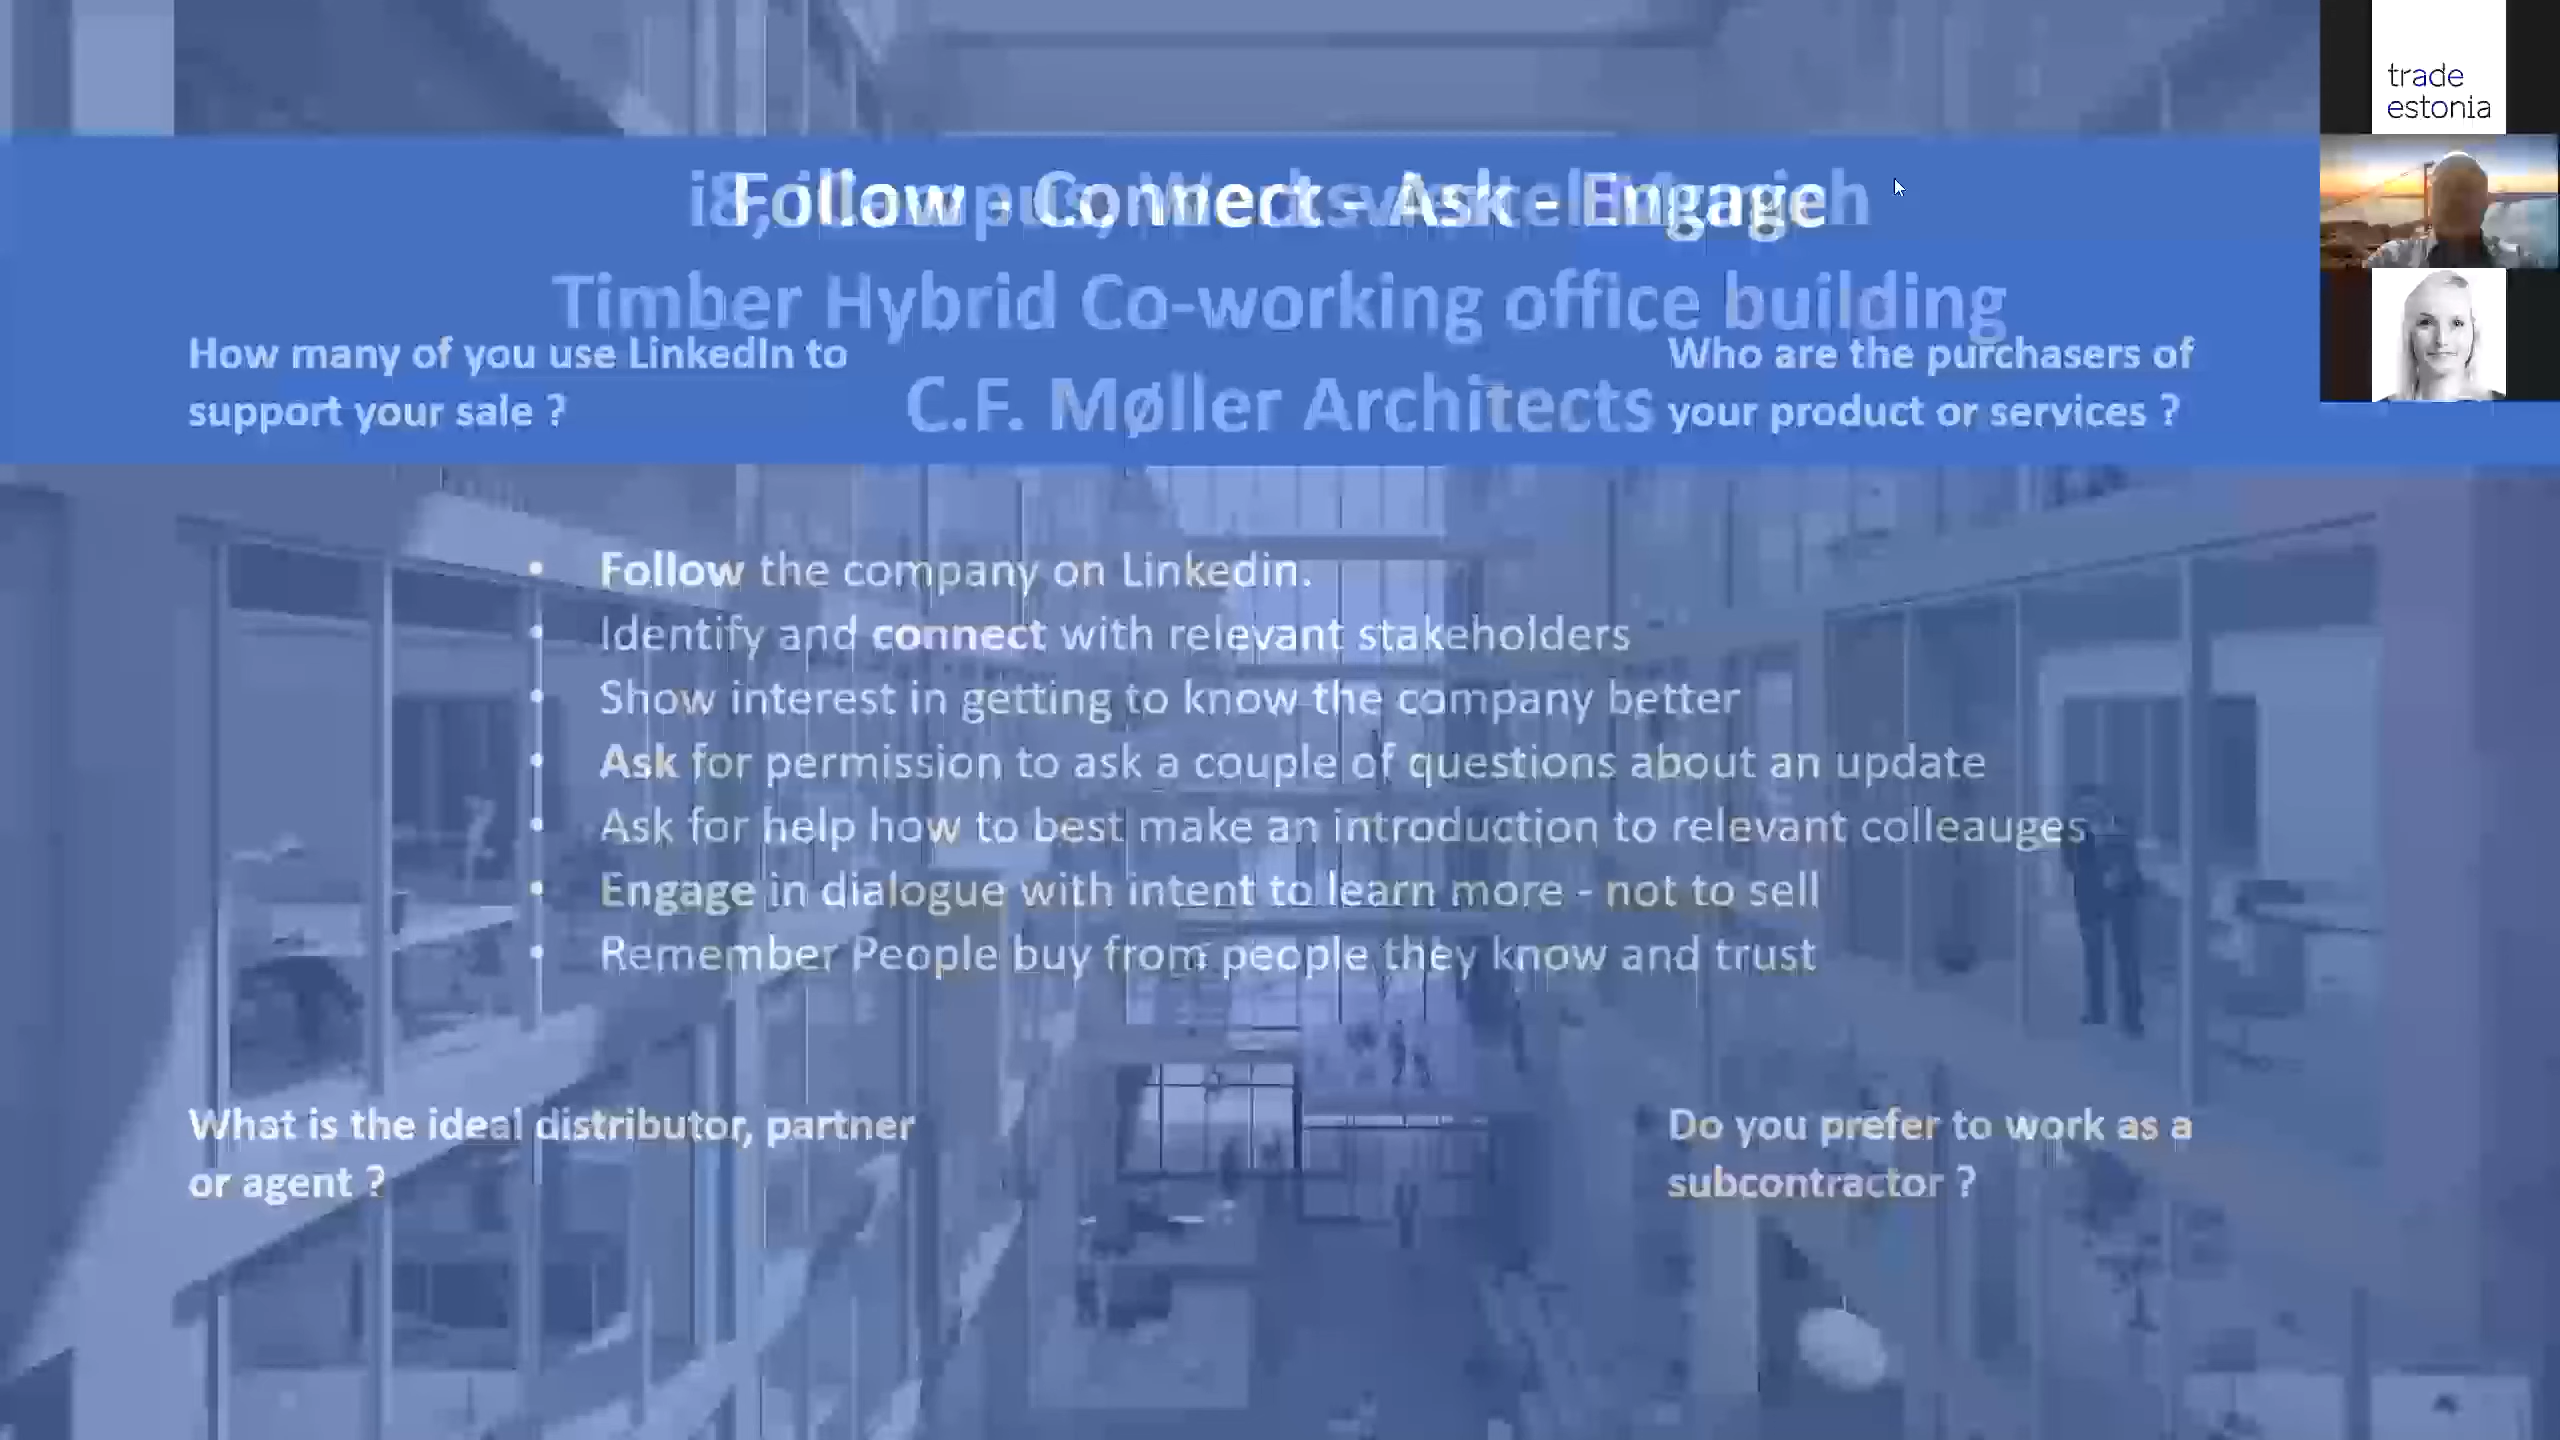 trade
estonia
Follow - Connect - Ask - Engage
i8, iCampus, Werksviertel Munich
Timber Hybrid Co-working office building
C.F. Møller Architects
How many of you use LinkedIn to
support your sale ?
Who are the purchasers of
your product or services ?
• Follow the company on Linkedin.
• Identify and connect with relevant stakeholders
• Show interest in getting to know the company better
• Ask for permission to ask a couple of questions about an update
• Ask for help how to best make an introduction to relevant colleauges
• Engage in dialogue with intent to learn more - not to sell
• Remember People buy from people they know and trust
What is the ideal distributor, partner
or agent ?
Do you prefer to work as a
subcontractor ?